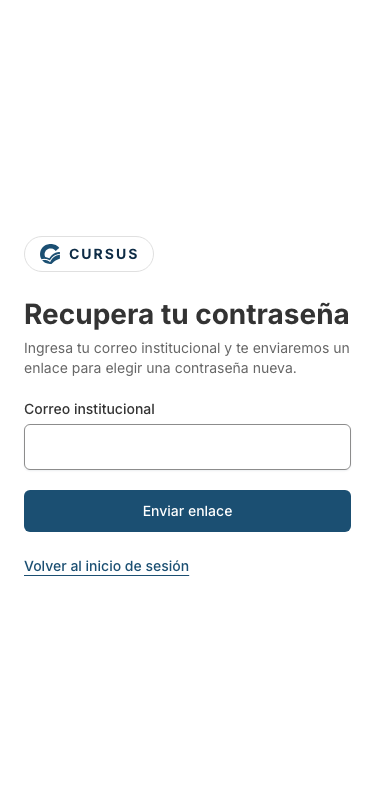 CURSUS
Recupera tu contraseña
Ingresa tu correo institucional y te enviaremos un
enlace para elegir una contraseña nueva.
Correo institucional
Enviar enlace
Volver al inicio de sesión